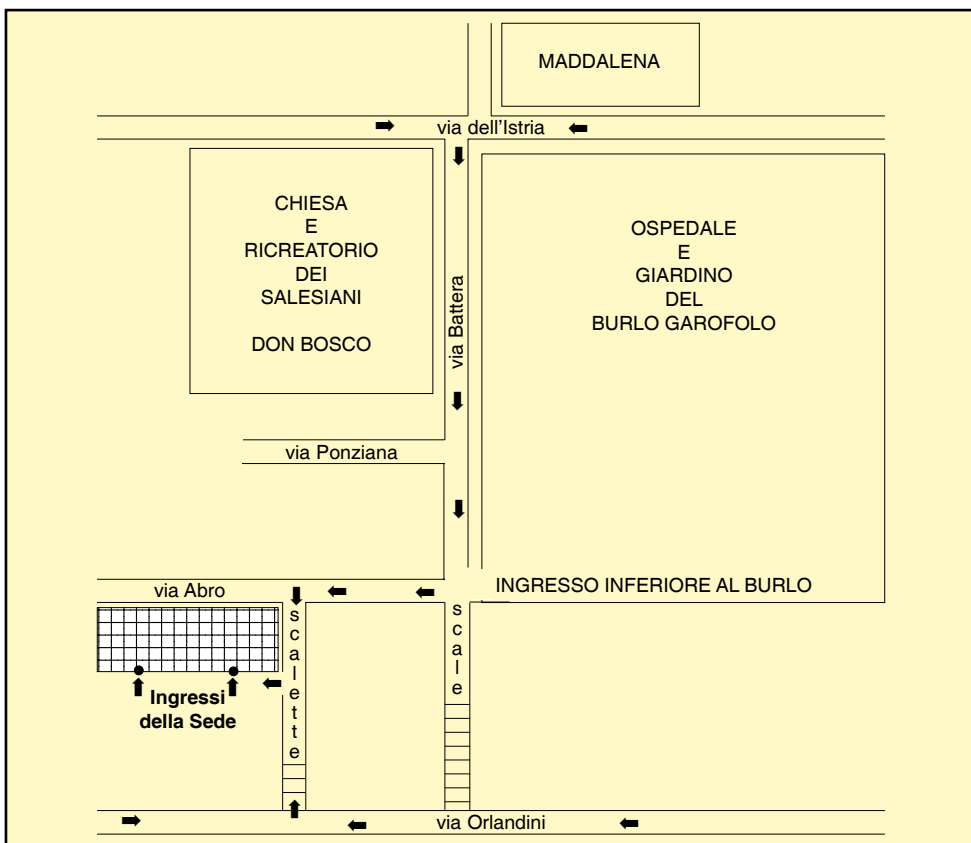 MADDALENA
via dell'Istria
CHIESA
E
RICREATORIO
DEI
SALESIANI
DON BOSCO
via Battera
OSPEDALE
E
GIARDINO
DEL
BURLO GAROFOLO
via Ponziana
via Abro
INGRESSO INFERIORE AL BURLO
scalette
scale
Ingressi
della Sede
via Orlandini